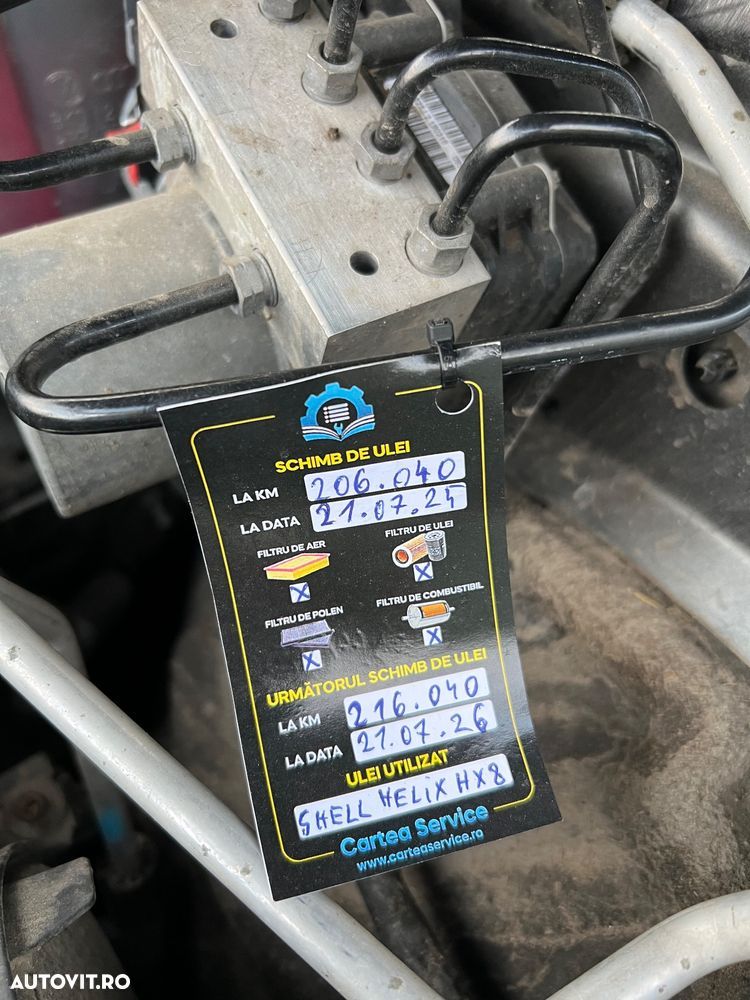 SCHIMB DE ULEI
LA KM 206.040
LA DATA 21.07.25
FILTRU DE AER
FILTRU DE ULEI
X
X
FILTRU DE POLEN
FILTRU DE COMBUSTIBIL
X
X
URMĂTORUL SCHIMB DE ULEI
LA KM 216.040
LA DATA 21.07.26
ULEI UTILIZAT
SHELL HELIX HX8
Cartea Service
www.carteaservice.ro
AUTOVIT.RO